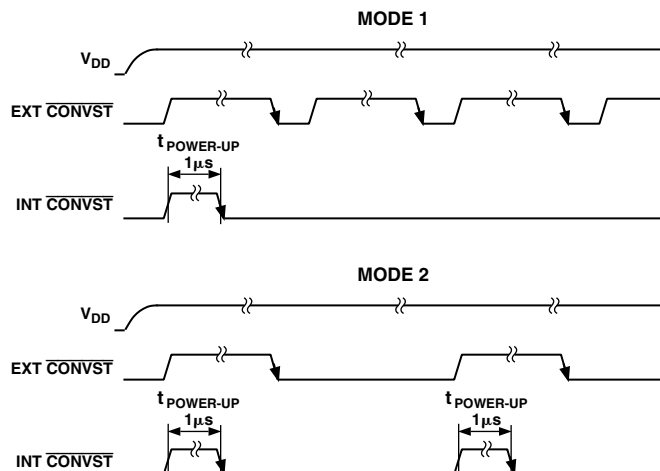 MODE 1
VDD
EXT CONVST
tPOWER-UP
1μs
INT CONVST
MODE 2
VDD
EXT CONVST
tPOWER-UP tPOWER-UP
1μs 1μs
INT CONVST